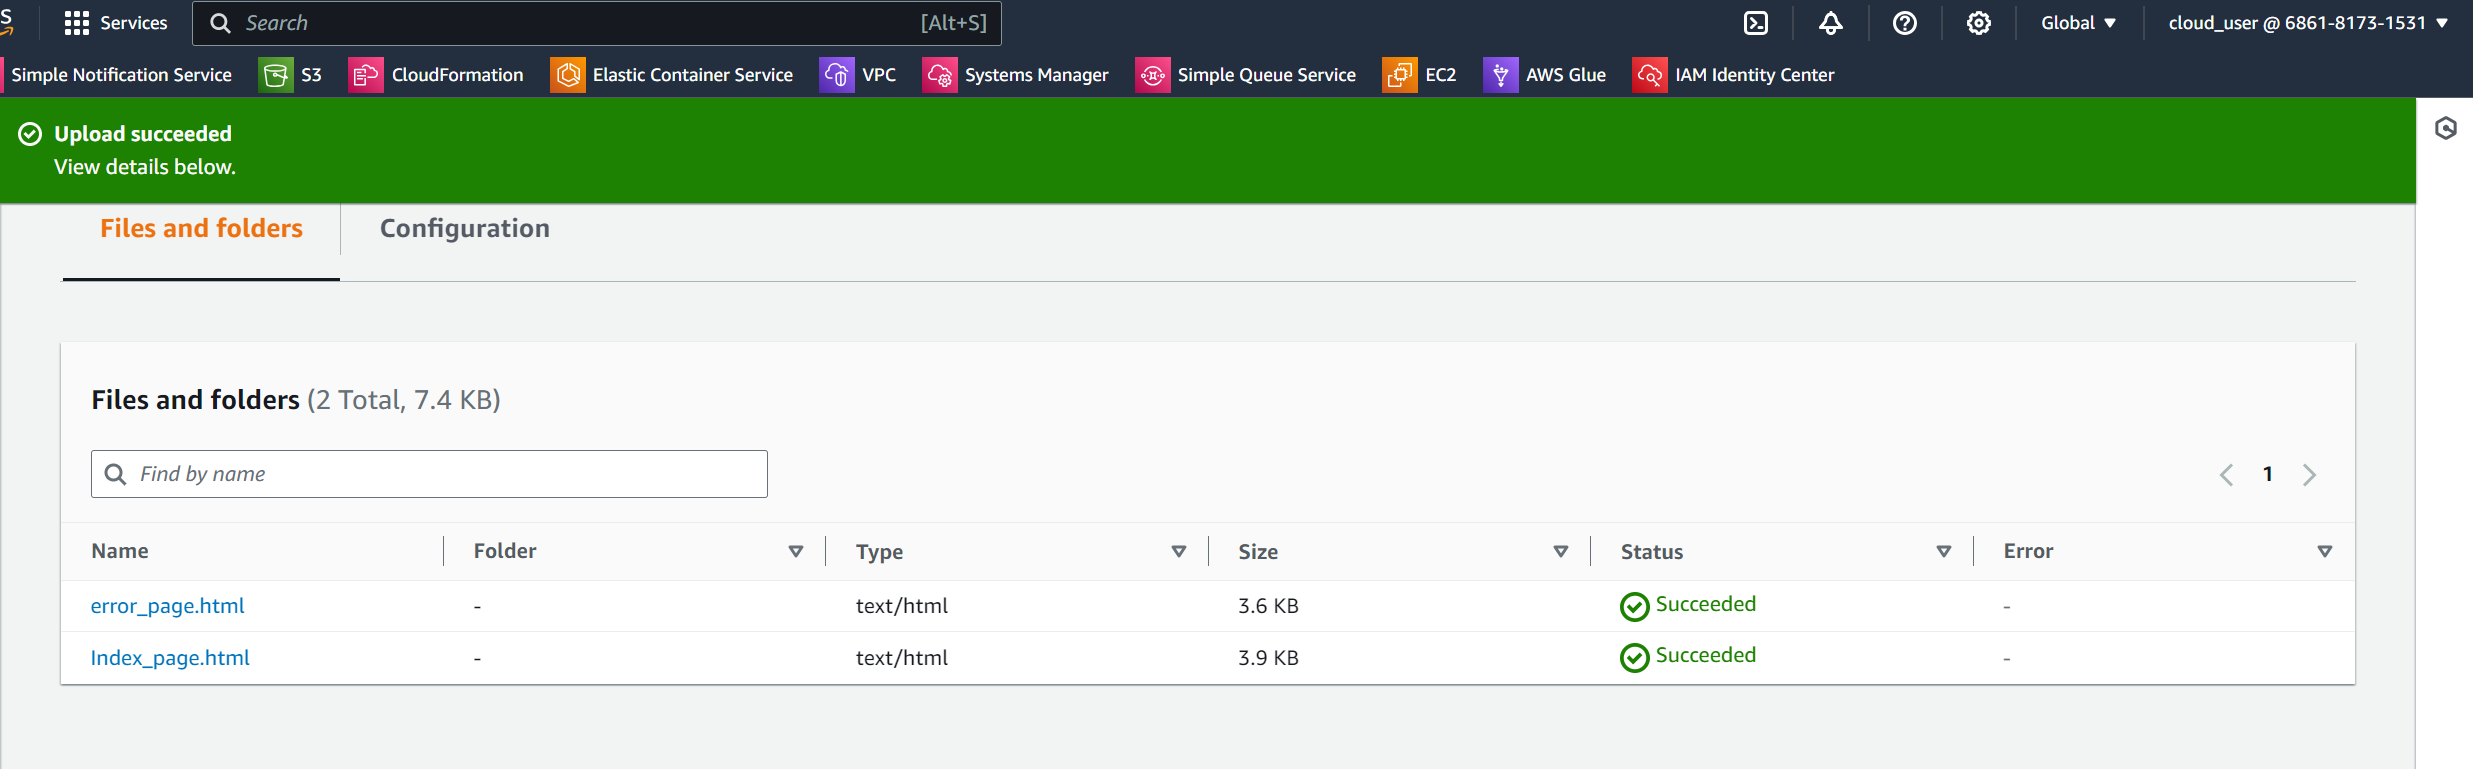 S
Services
Search
[Alt+S]
Global
cloud_user @ 6861-8173-1531
Simple Notification Service
S3
CloudFormation
Elastic Container Service
VPC
Systems Manager
Simple Queue Service
EC2
AWS Glue
IAM Identity Center
Upload succeeded
View details below.
Files and folders
Configuration
Files and folders (2 Total, 7.4 KB)
Find by name
1
Name
Folder
Type
Size
Status
Error
error_page.html
-
text/html
3.6 KB
Succeeded
-
Index_page.html
-
text/html
3.9 KB
Succeeded
-